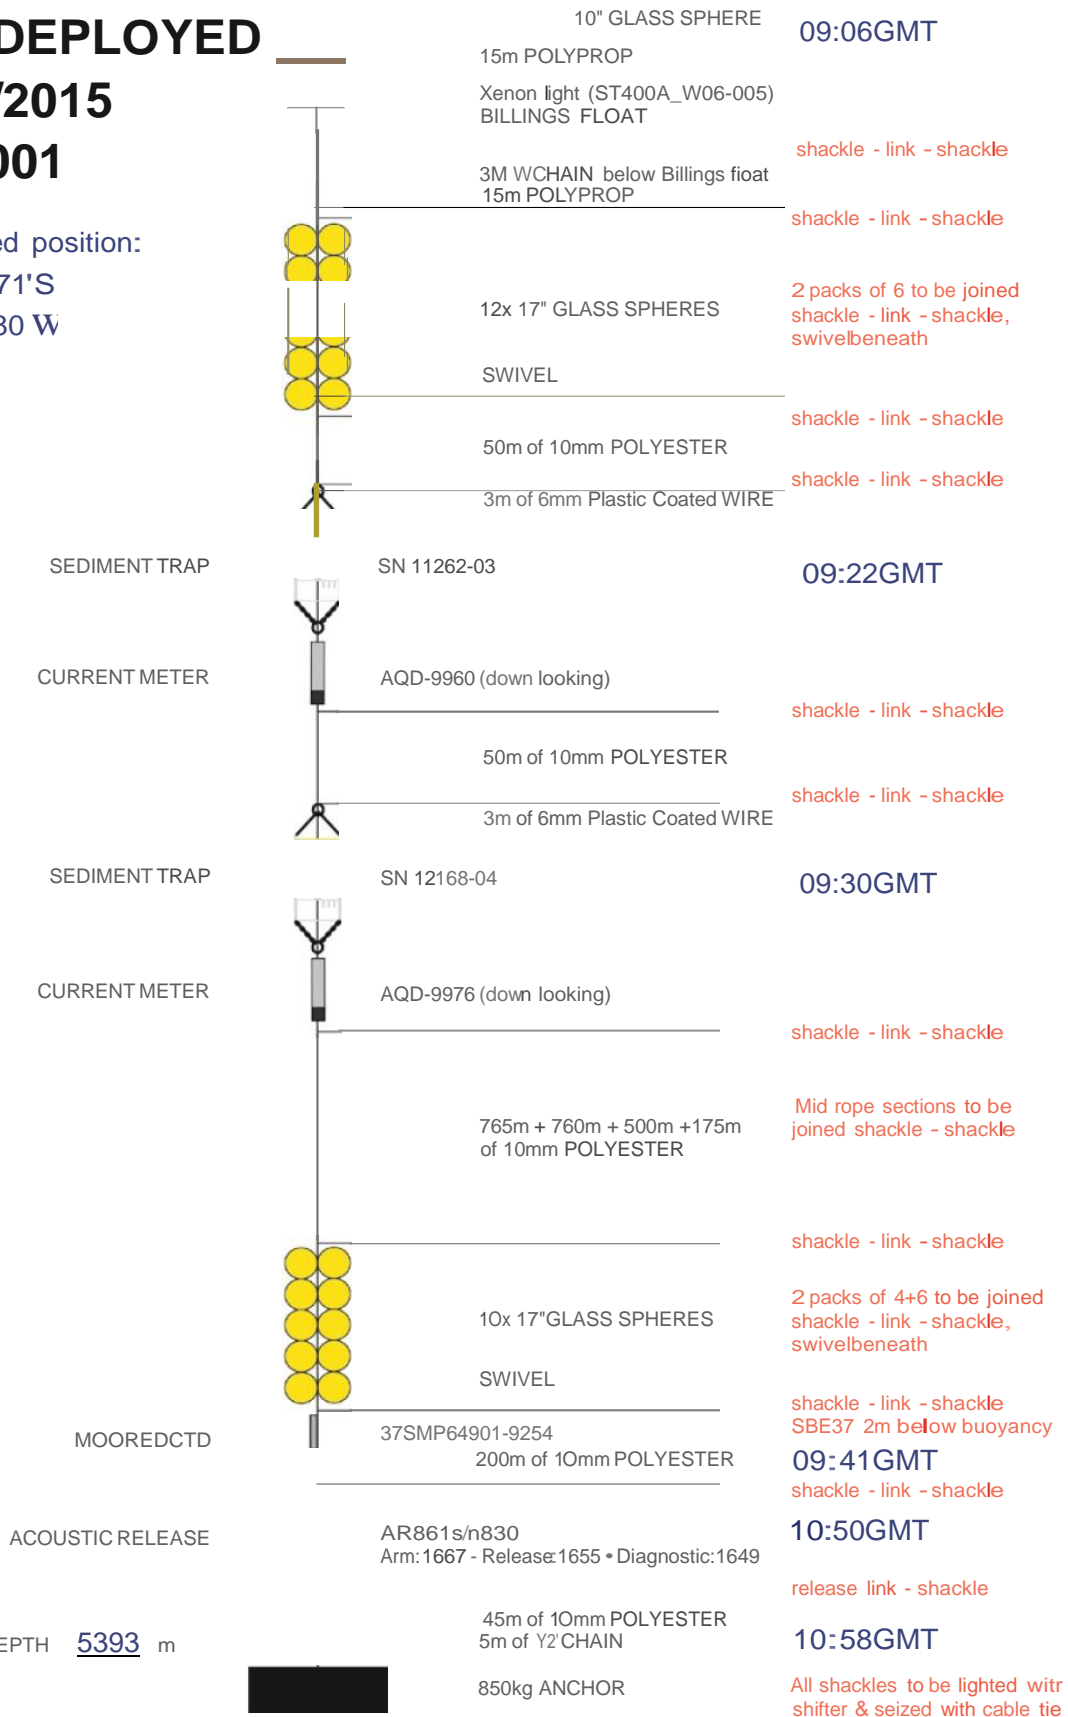 DEPLOYED
/2015
001
ed position:
71'S
30 W
10" GLASS SPHERE
09:06GMT
15m POLYPROP
Xenon light (ST400A_W06-005)
BILLINGS FLOAT
shackle - link - shackle
3M WCHAIN below Billings fioat
15m POLYPROP
shackle - link - shackle
12x 17" GLASS SPHERES
2 packs of 6 to be joined
shackle - link - shackle,
swivelbeneath
SWIVEL
shackle - link - shackle
50m of 10mm POLYESTER
shackle - link - shackle
3m of 6mm Plastic Coated WIRE
SEDIMENT TRAP
SN 11262-03
09:22GMT
CURRENT METER
AQD-9960 (down looking)
shackle - link - shackle
50m of 10mm POLYESTER
shackle - link - shackle
3m of 6mm Plastic Coated WIRE
SEDIMENT TRAP
SN 12168-04
09:30GMT
CURRENT METER
AQD-9976 (down looking)
shackle - link - shackle
765m + 760m + 500m +175m
of 10mm POLYESTER
Mid rope sections to be
joined shackle - shackle
shackle - link - shackle
10x 17"GLASS SPHERES
2 packs of 4+6 to be joined
shackle - link - shackle,
swivelbeneath
SWIVEL
shackle - link - shackle
SBE37 2m below buoyancy
MOOREDCTD
37SMP64901-9254
200m of 10mm POLYESTER
09:41GMT
shackle - link - shackle
ACOUSTIC RELEASE
AR861s/n830
Arm:1667 - Release:1655 • Diagnostic:1649
10:50GMT
release link - shackle
45m of 1Omm POLYESTER
5m of Y2' CHAIN
10:58GMT
EPTH 5393 m
850kg ANCHOR
All shackles to be lighted witr
shifter & seized with cable tie